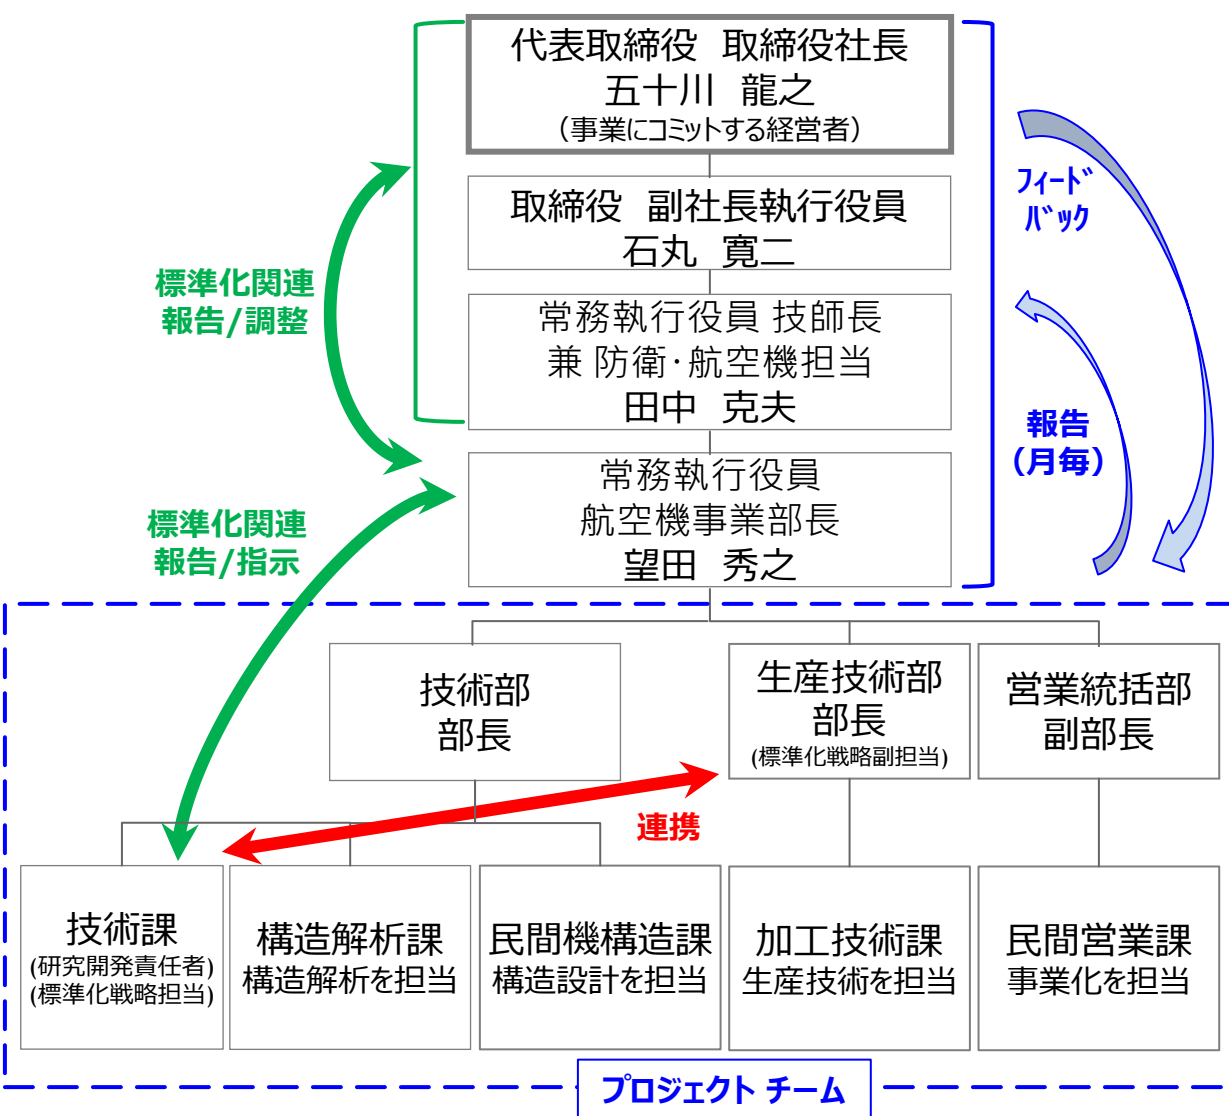 代表取締役 取締役社長
五十川 龍之
（事業にコミットする経営者）
取締役 副社長執行役員
石丸 寛二
常務執行役員 技師長
兼 防衛・航空機担当
田中 克夫
常務執行役員
航空機事業部長
望田 秀之
フィード
バック
報告
（月毎）
標準化関連
報告/調整
標準化関連
報告/指示
技術部
部長
生産技術部
部長
(標準化戦略副担当)
営業統括部
副部長
連携
技術課
(研究開発責任者)
(標準化戦略担当)
構造解析課
構造解析を担当
民間機構造課
構造設計を担当
加工技術課
生産技術を担当
民間営業課
事業化を担当
プロジェクト チーム